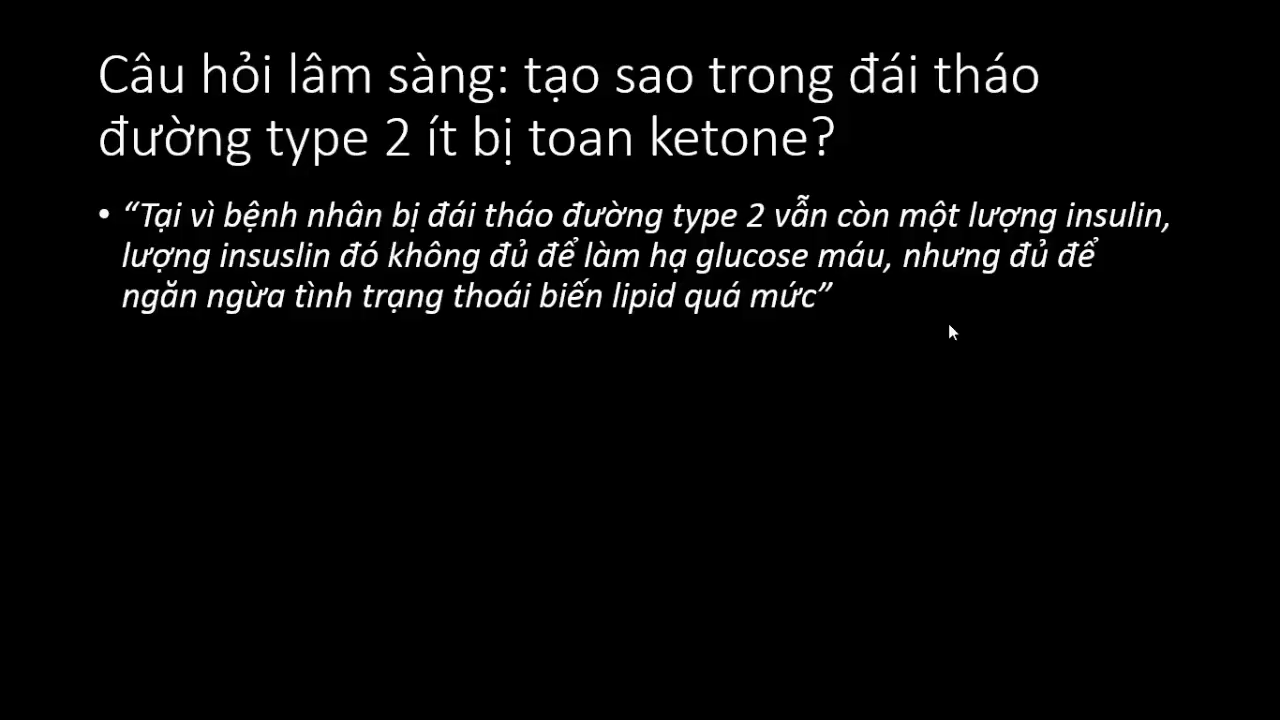 Câu hỏi lâm sàng: tạo sao trong đái tháo
đường type 2 ít bị toan ketone?
• “Tại vì bệnh nhân bị đái tháo đường type 2 vẫn còn một lượng insulin,
lượng insuslin đó không đủ để làm hạ glucose máu, nhưng đủ để
ngăn ngừa tình trạng thoái biến lipid quá mức”